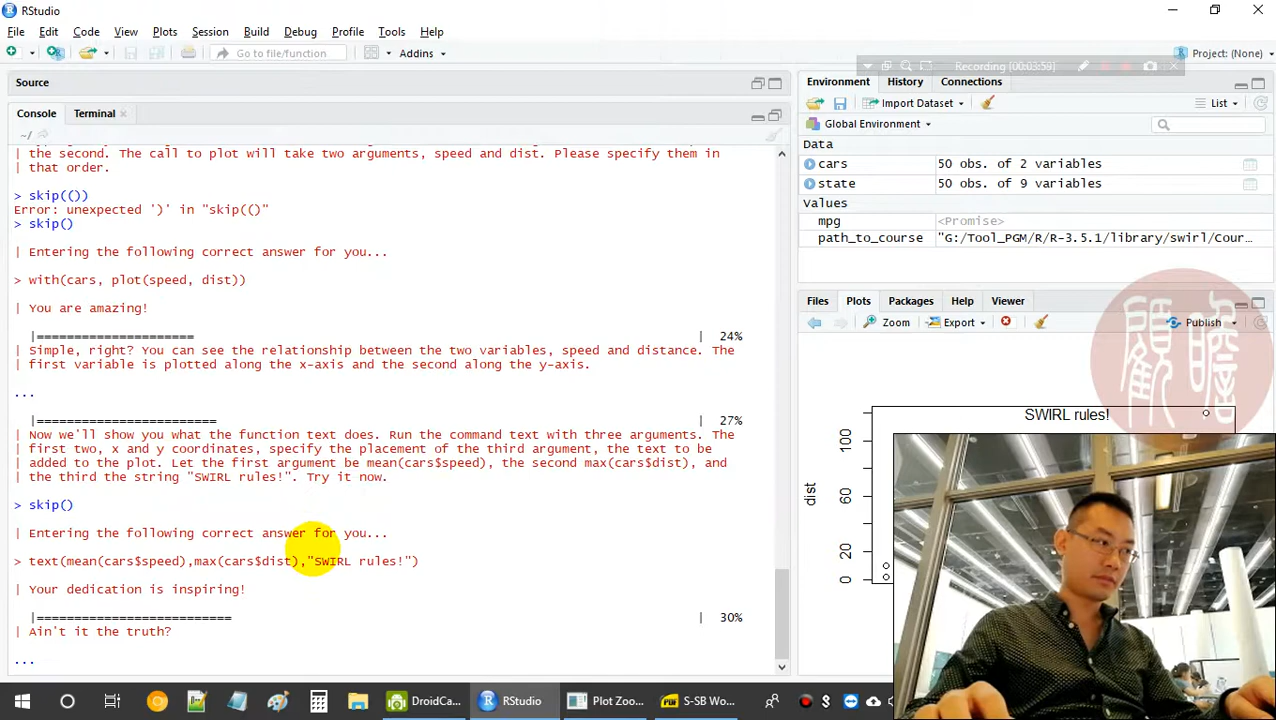 RStudio
File Edit Code View Plots Session Build Debug Profile Tools Help
Go to file/function Addins Project: (None)
Recording [00:03:59]
Source
Console Terminal
~/
the second. The call to plot will take two arguments, speed and dist. Please specify them in
| that order.
> skip(())
Error: unexpected ')' in "skip(()"
> skip()
| Entering the following correct answer for you...
> with(cars, plot(speed, dist))
| You are amazing!
|===================== | 24%
| Simple, right? You can see the relationship between the two variables, speed and distance. The
| first variable is plotted along the x-axis and the second along the y-axis.
...
|======================== | 27%
| Now we'll show you what the function text does. Run the command text with three arguments. The
| first two, x and y coordinates, specify the placement of the third argument, the text to be
| added to the plot. Let the first argument be mean(cars$speed), the second max(cars$dist), and
| the third the string "SWIRL rules!". Try it now.
> skip()
| Entering the following correct answer for you...
> text(mean(cars$speed),max(cars$dist),"SWIRL rules!")
| Your dedication is inspiring!
|========================== | 30%
| Ain't it the truth?
...
Environment History Connections
Import Dataset List
Global Environment
Data
cars 50 obs. of 2 variables
state 50 obs. of 9 variables
Values
mpg <Promise>
path_to_course "G:/Tool_PGM/R/R-3.5.1/library/swirl/Cour…
Files Plots Packages Help Viewer
Zoom Export Publish
SWIRL rules!
dist
100
60
20
0
DroidCa... RStudio Plot Zoo... S-SB Wo...